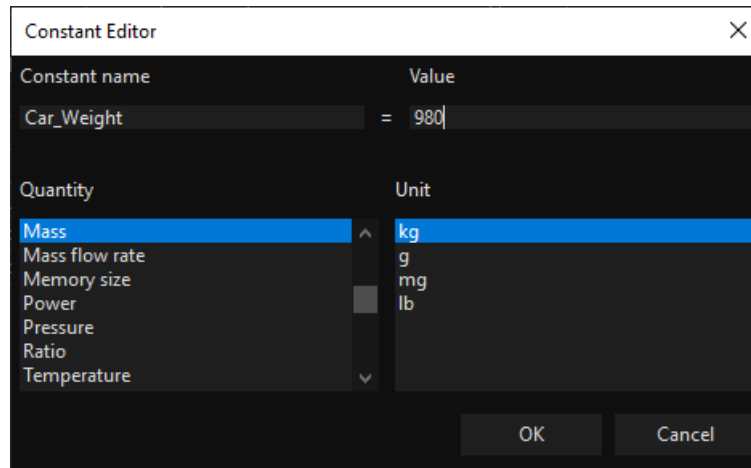 Constant Editor
Constant name
Value
Car_Weight = 980
Quantity
Unit
Mass
Mass flow rate
Memory size
Power
Pressure
Ratio
Temperature
kg
g
mg
lb
OK
Cancel